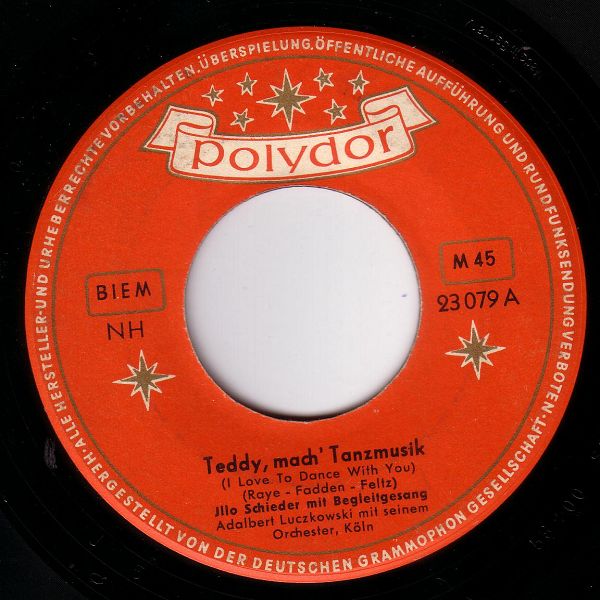 ALLE HERSTELLER- UND URHEBERRECHTE VORBEHALTEN. ÜBERSPIELUNG, ÖFFENTLICHE AUFFÜHRUNG UND RUNDFUNKSENDUNG VERBOTEN.
polydor
BIEM
NH
M 45
23 079 A
Teddy, mach' Tanzmusik
(I Love To Dance With You)
(Raye - Fadden - Feltz)
Jllo Schieder mit Begleitgesang
Adalbert Luczkowski mit seinem
Orchester, Köln
· HERGESTELLT VON DER DEUTSCHEN GRAMMOPHON GESELLSCHAFT ·